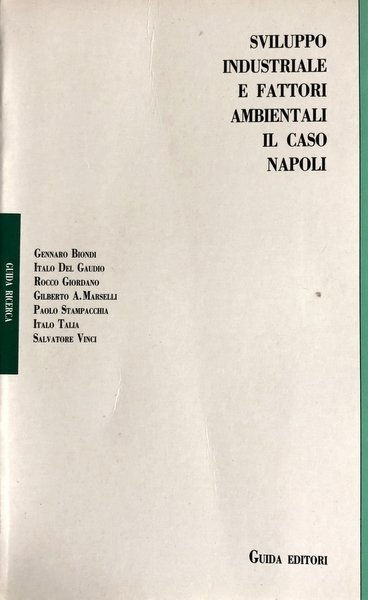 SVILUPPO
INDUSTRIALE
E FATTORI
AMBIENTALI
IL CASO
NAPOLI
GENNARO BIONDI
ITALO DEL GAUDIO
ROCCO GIORDANO
GILBERTO A. MARSELLI
PAOLO STAMPACCHIA
ITALO TALIA
SALVATORE VINCI
GUIDA RICERCA
GUIDA EDITORI